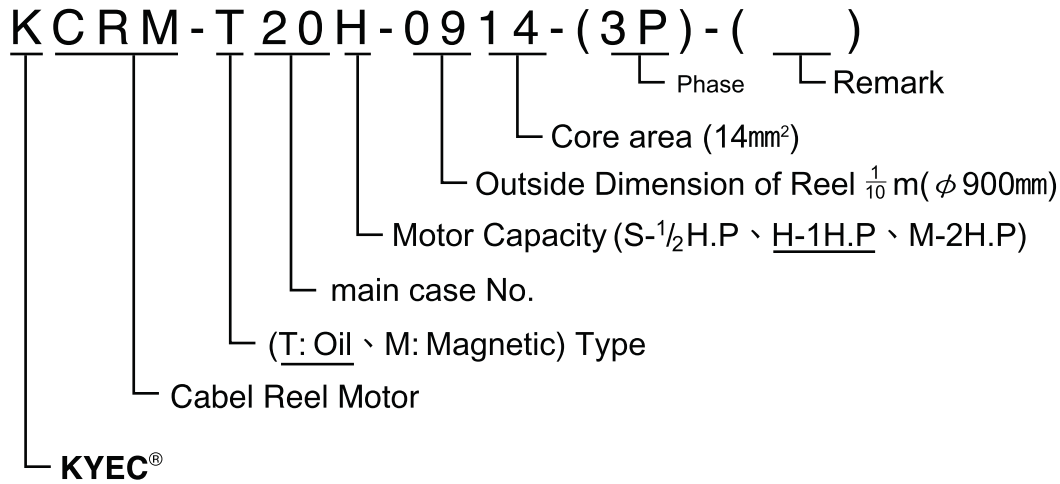 KCRM-T20H-0914-(3P)-( )
Phase
Remark
Core area (14mm²)
Outside Dimension of Reel 1/10 m(ϕ900mm)
Motor Capacity (S-1/2H.P、H-1H.P、M-2H.P)
main case No.
(T: Oil、M: Magnetic) Type
Cabel Reel Motor
KYEC®